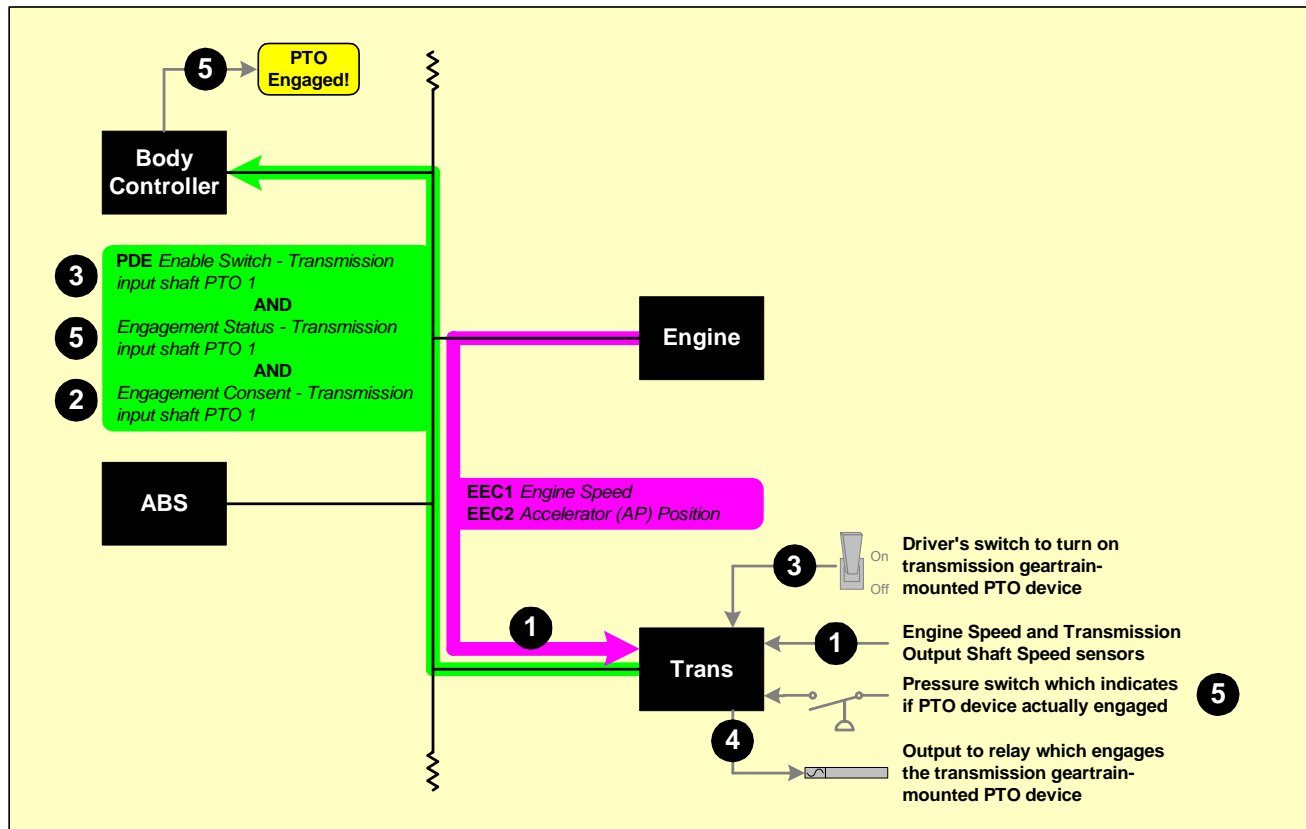 5
PTO
Engaged!
Body
Controller
3
PDE Enable Switch - Transmission
input shaft PTO 1
AND
5
Engagement Status - Transmission
input shaft PTO 1
AND
2
Engagement Consent - Transmission
input shaft PTO 1
Engine
ABS
EEC1 Engine Speed
EEC2 Accelerator (AP) Position
3
On
Off
Driver's switch to turn on
transmission geartrain-
mounted PTO device
1
Trans
1
Engine Speed and Transmission
Output Shaft Speed sensors
Pressure switch which indicates
if PTO device actually engaged
5
4
Output to relay which engages
the transmission geartrain-
mounted PTO device